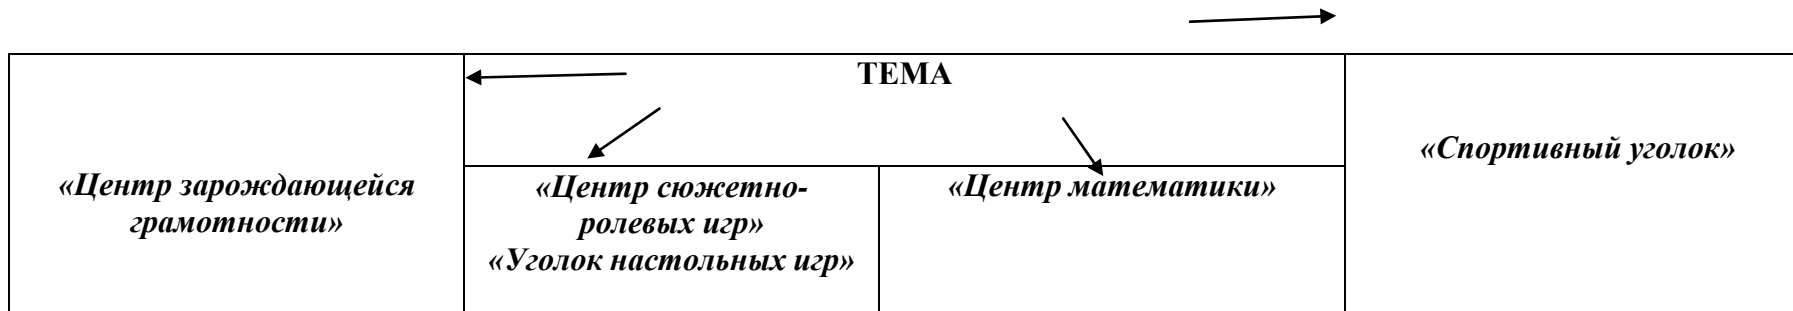 ТЕМА
«Центр зарождающейся
грамотности»
«Центр сюжетно-
ролевых игр»
«Уголок настольных игр»
«Центр математики»
«Спортивный уголок»